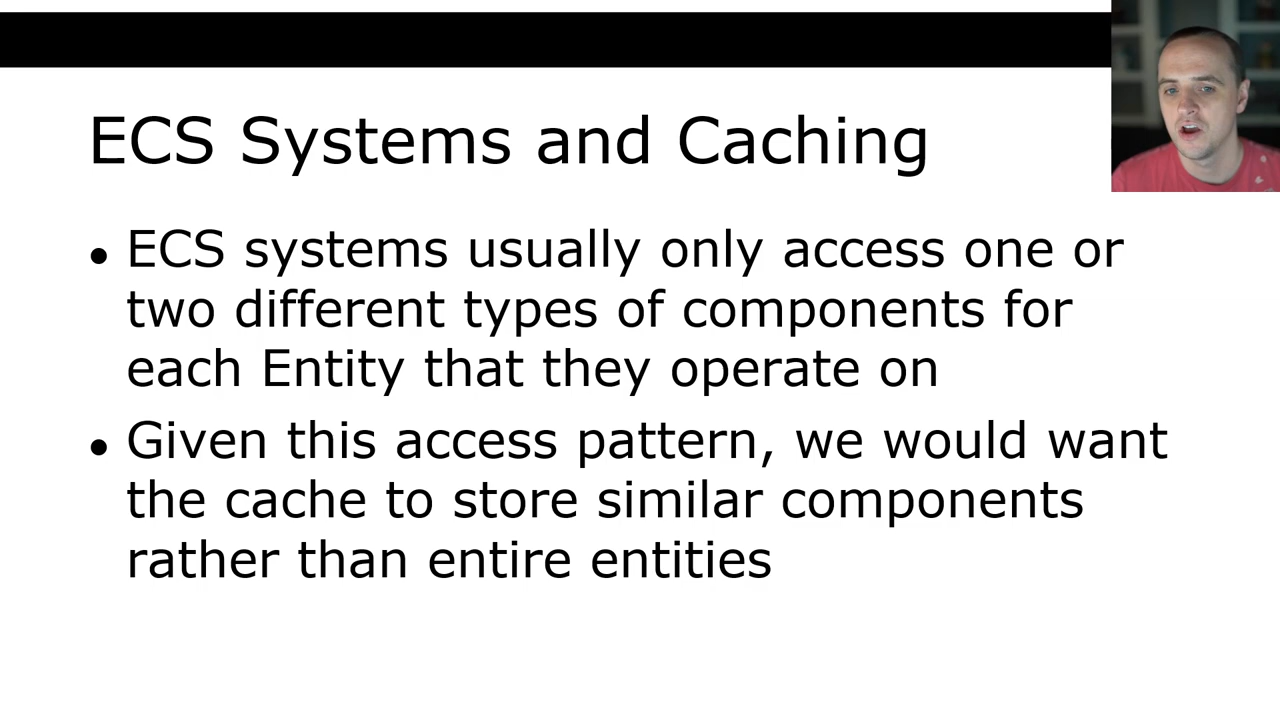 ECS Systems and Caching
● ECS systems usually only access one or
two different types of components for
each Entity that they operate on
● Given this access pattern, we would want
the cache to store similar components
rather than entire entities